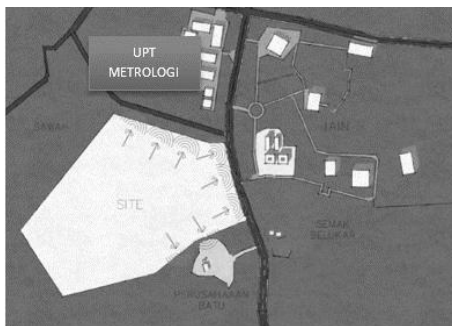 UPT
METROLOGI
SAWAH
IAIN
SITE
SEMAK
BELUKAR
PERUSAHAAN
BATU